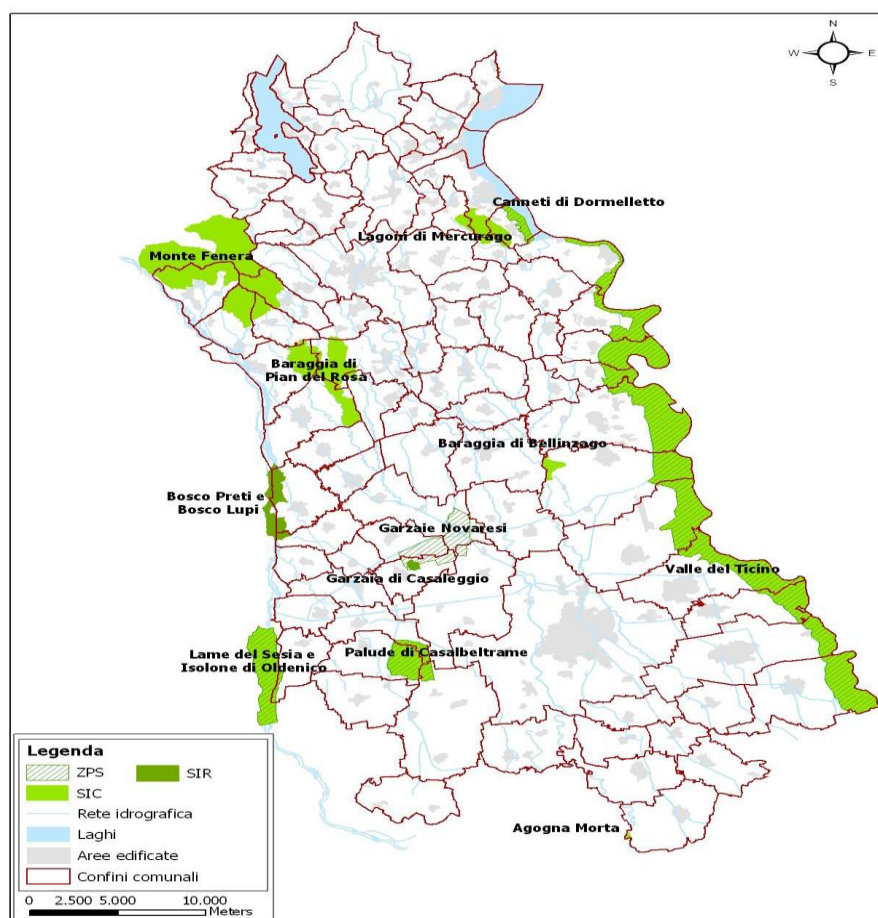 N
W E
S
Canneti di Dormelletto
Lagoni di Mercurago
Monte Fenera
Baraggia di
Pian del Rosa
Baraggia di Bellinzago
Bosco Preti e
Bosco Lupi
Garzaie Novaresi
Valle del Ticino
Garzaia di Casaleggio
Lame del Sesia e
Isolone di Oldenico
Palude di Casalbeltrame
Agogna Morta
Legenda
ZPS SIR
SIC
Rete idrografica
Laghi
Aree edificate
Confini comunali
0 2.500 5.000 10.000
Meters